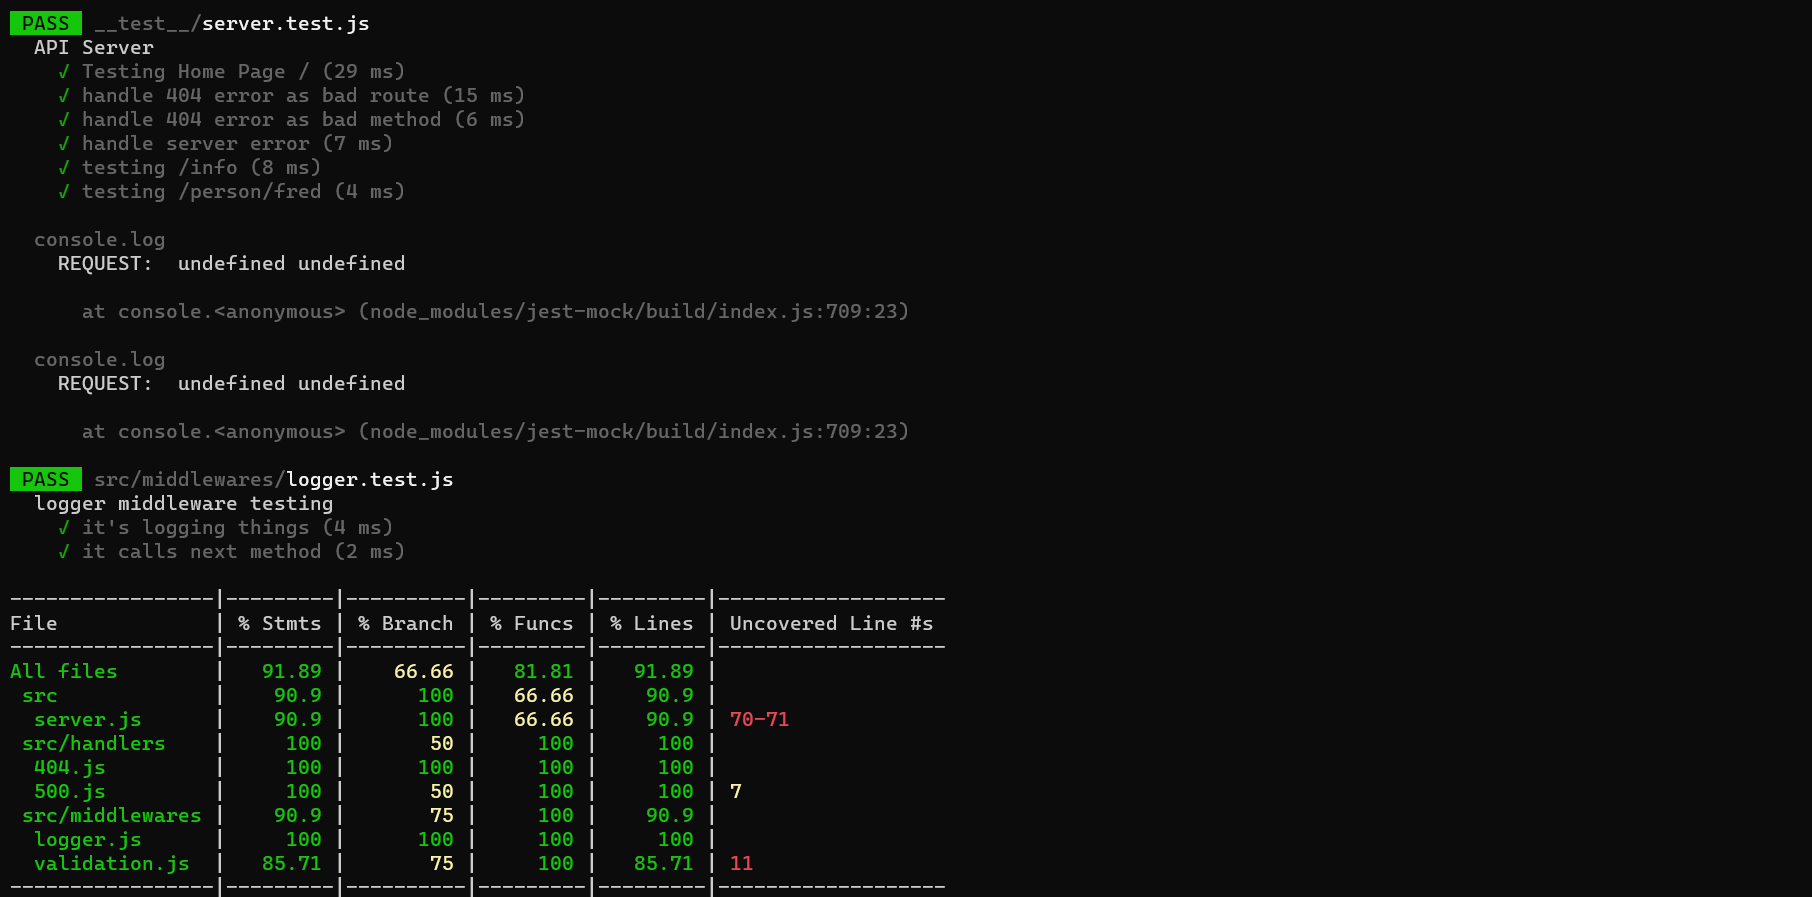 PASS  __test__/server.test.js
  API Server
    √ Testing Home Page / (29 ms)
    √ handle 404 error as bad route (15 ms)
    √ handle 404 error as bad method (6 ms)
    √ handle server error (7 ms)
    √ testing /info (8 ms)
    √ testing /person/fred (4 ms)
  console.log
    REQUEST:  undefined undefined
      at console.<anonymous> (node_modules/jest-mock/build/index.js:709:23)
  console.log
    REQUEST:  undefined undefined
      at console.<anonymous> (node_modules/jest-mock/build/index.js:709:23)
PASS  src/middlewares/logger.test.js
  logger middleware testing
    √ it's logging things (4 ms)
    √ it calls next method (2 ms)
-----------------|---------|----------|---------|---------|-------------------
File             | % Stmts | % Branch | % Funcs | % Lines | Uncovered Line #s
-----------------|---------|----------|---------|---------|-------------------
All files        |   91.89 |    66.66 |   81.81 |   91.89 |
 src             |    90.9 |      100 |   66.66 |    90.9 |
  server.js      |    90.9 |      100 |   66.66 |    90.9 | 70-71
 src/handlers    |     100 |       50 |     100 |     100 |
  404.js         |     100 |      100 |     100 |     100 |
  500.js         |     100 |       50 |     100 |     100 | 7
 src/middlewares |    90.9 |       75 |     100 |    90.9 |
  logger.js      |     100 |      100 |     100 |     100 |
  validation.js  |   85.71 |       75 |     100 |   85.71 | 11
-----------------|---------|----------|---------|---------|-------------------